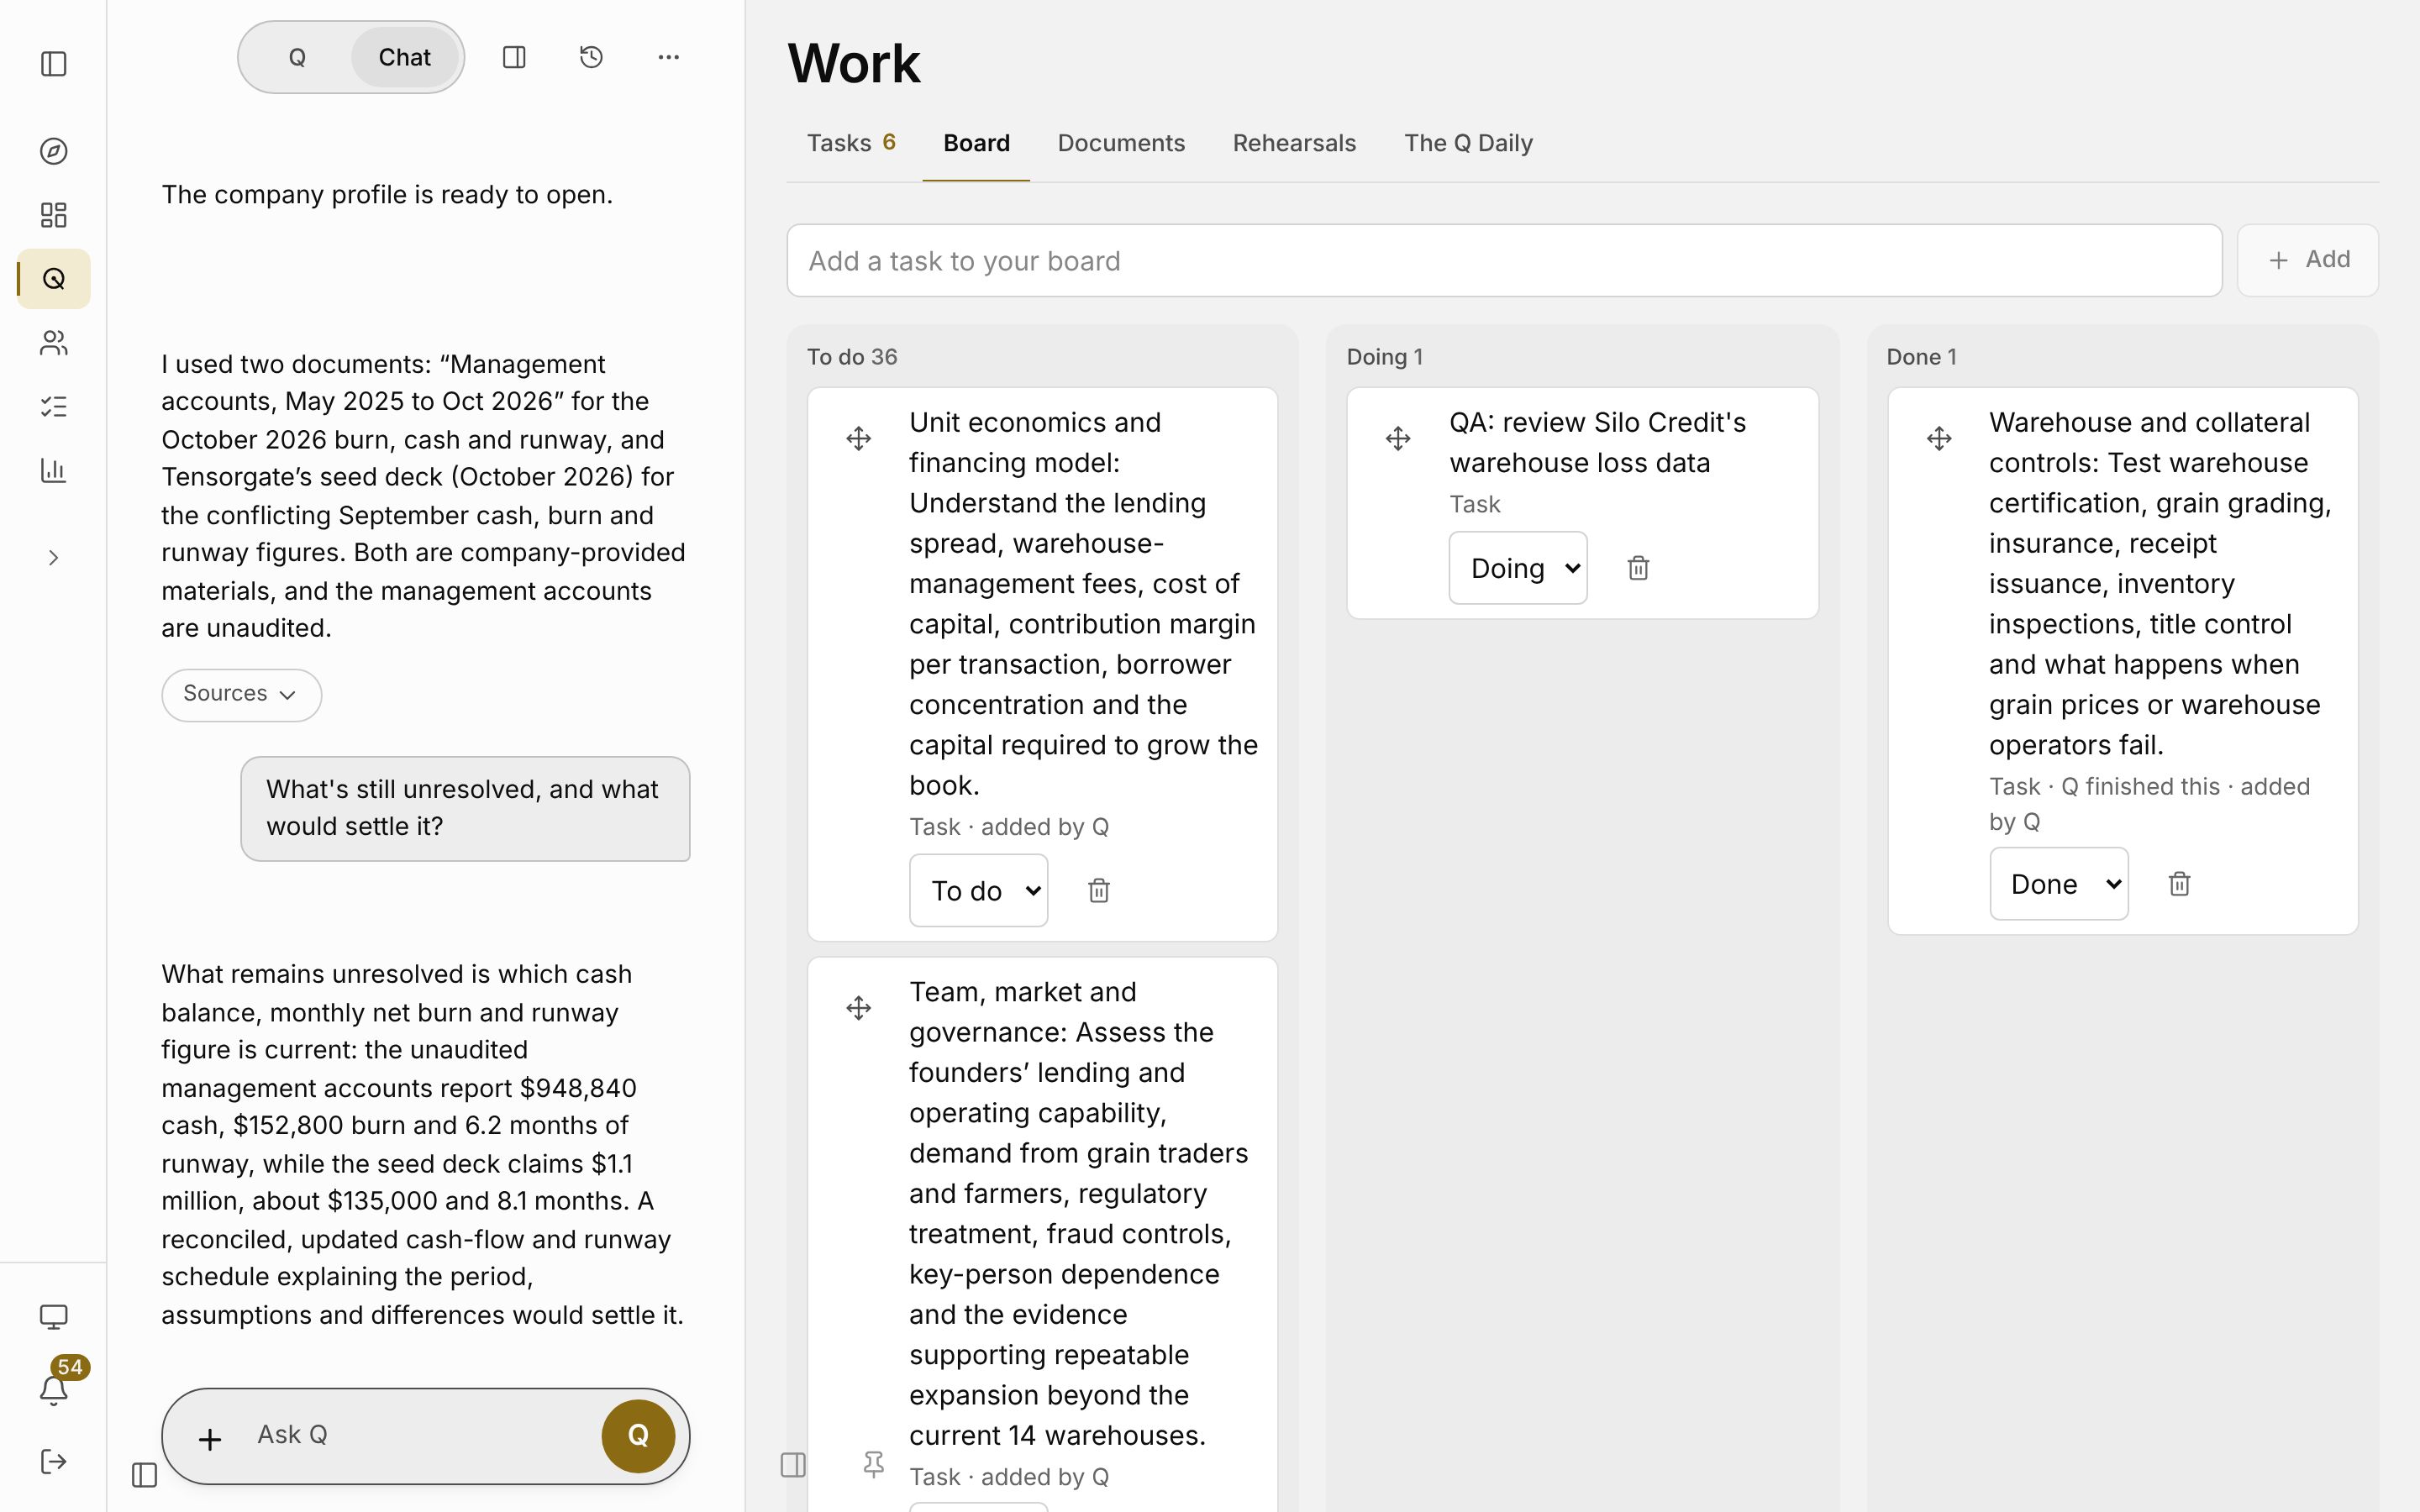 Q
Chat
The company profile is ready to open.
I used two documents: “Management
accounts, May 2025 to Oct 2026” for the
October 2026 burn, cash and runway, and
Tensorgate’s seed deck (October 2026) for
the conflicting September cash, burn and
runway figures. Both are company-provided
materials, and the management accounts
are unaudited.
Sources
What's still unresolved, and what
would settle it?
What remains unresolved is which cash
balance, monthly net burn and runway
figure is current: the unaudited
management accounts report $948,840
cash, $152,800 burn and 6.2 months of
runway, while the seed deck claims $1.1
million, about $135,000 and 8.1 months. A
reconciled, updated cash-flow and runway
schedule explaining the period,
assumptions and differences would settle it.
Ask Q
Q
54
Work
Tasks 6
Board
Documents
Rehearsals
The Q Daily
Add a task to your board
Add
To do 36
Unit economics and
financing model:
Understand the lending
spread, warehouse-
management fees, cost of
capital, contribution margin
per transaction, borrower
concentration and the
capital required to grow the
book.
Task · added by Q
To do
Team, market and
governance: Assess the
founders’ lending and
operating capability,
demand from grain traders
and farmers, regulatory
treatment, fraud controls,
key-person dependence
and the evidence
supporting repeatable
expansion beyond the
current 14 warehouses.
Task · added by Q
Doing 1
QA: review Silo Credit's
warehouse loss data
Task
Doing
Done 1
Warehouse and collateral
controls: Test warehouse
certification, grain grading,
insurance, receipt
issuance, inventory
inspections, title control
and what happens when
grain prices or warehouse
operators fail.
Task · Q finished this · added
by Q
Done